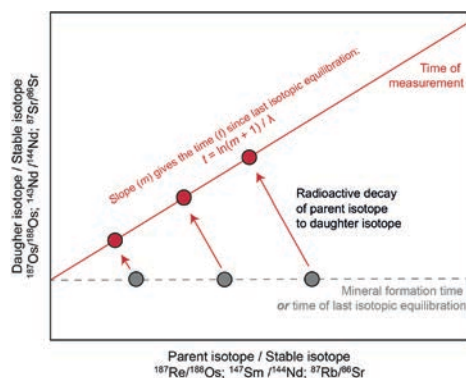 Daugher isotope / Stable isotope
¹⁸⁷Os/¹⁸⁸Os; ¹⁴³Nd /¹⁴⁴Nd; ⁸⁷Sr/⁸⁶Sr
Slope (m) gives the time (t) since last isotopic equilibration:
t = ln(m + 1) / λ
Time of
measurement
Radioactive decay
of parent isotope
to daughter isotope
Mineral formation time
or time of last isotopic equilibration
Parent isotope / Stable isotope
¹⁸⁷Re/¹⁸⁸Os; ¹⁴⁷Sm /¹⁴⁴Nd; ⁸⁷Rb/⁸⁶Sr